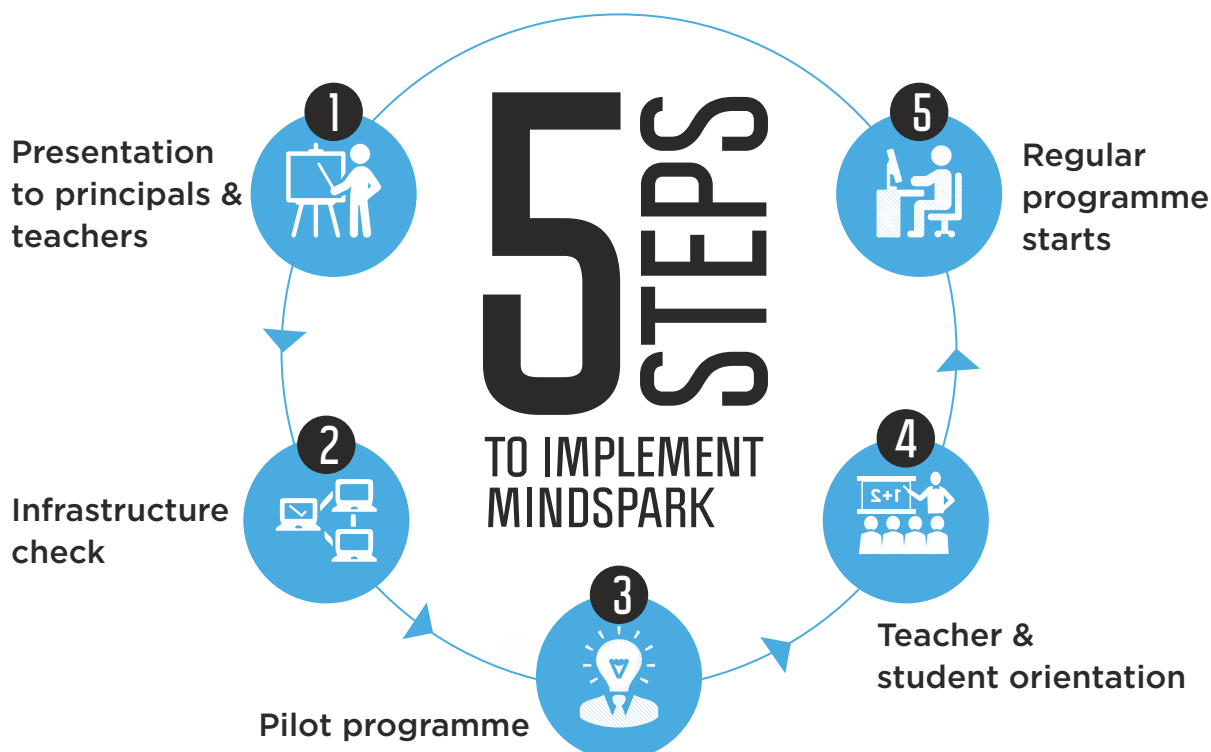 5
STEPS
TO IMPLEMENT
MINDSPARK
1
Presentation
to principals &
teachers
2
Infrastructure
check
3
Pilot programme
4
1+2
Teacher &
student orientation
5
Regular
programme
starts